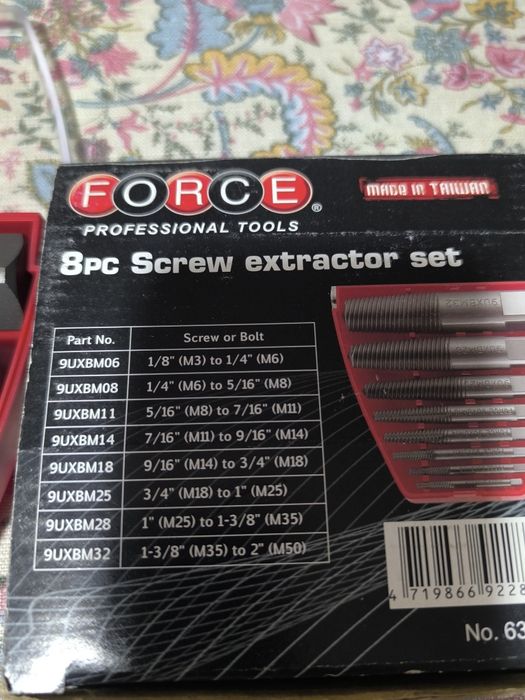 FORCE®
MADE IN TAIWAN
PROFESSIONAL TOOLS
8PC Screw extractor set
Part No. Screw or Bolt
9UXBM06 1/8" (M3) to 1/4" (M6)
9UXBM08 1/4" (M6) to 5/16" (M8)
9UXBM11 5/16" (M8) to 7/16" (M11)
9UXBM14 7/16" (M11) to 9/16" (M14)
9UXBM18 9/16" (M14) to 3/4" (M18)
9UXBM25 3/4" (M18) to 1" (M25)
9UXBM28 1" (M25) to 1-3/8" (M35)
9UXBM32 1-3/8" (M35) to 2" (M50)
9UXBM32
4 719866 9228
No. 63